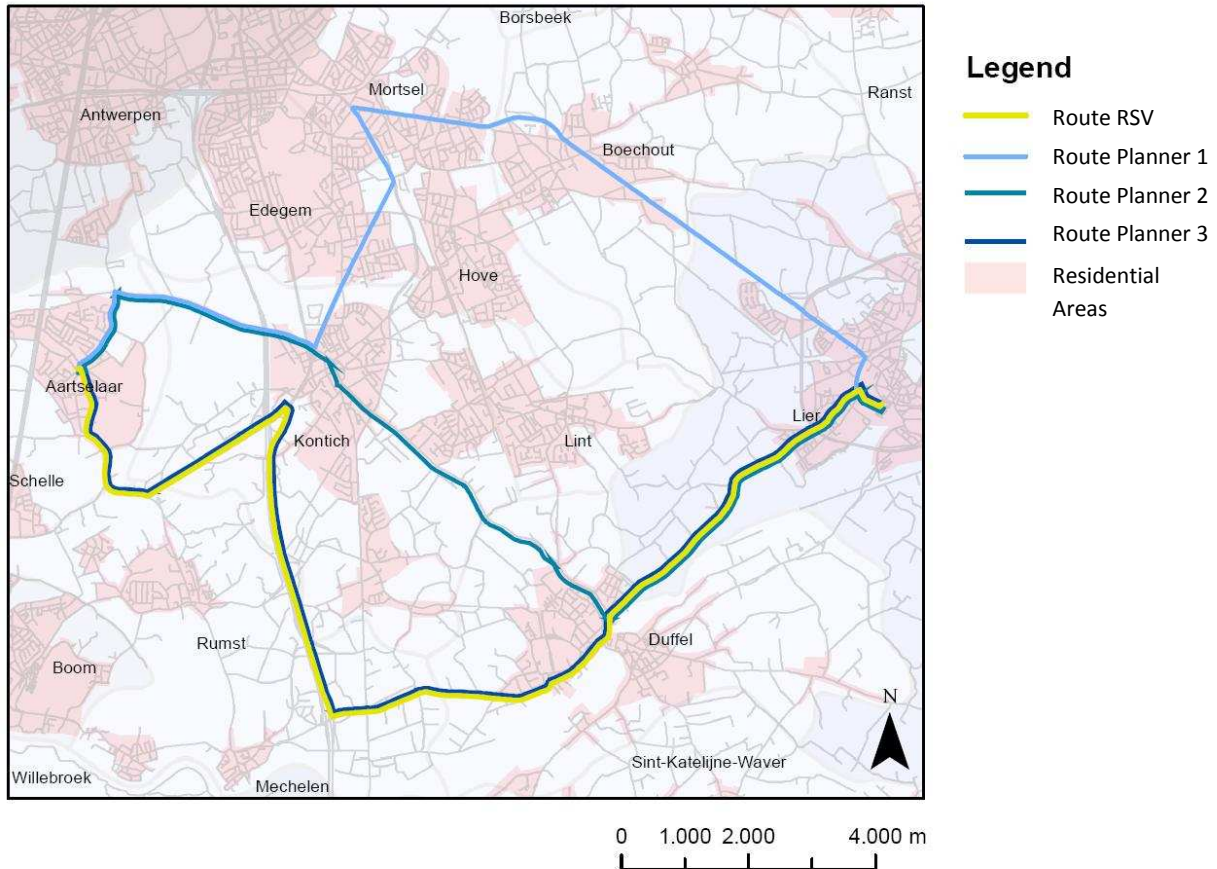 Borsbeek
Mortsel
Ranst
Antwerpen
Boechout
Edegem
Hove
Aartselaar
Lier
Kontich
Lint
Schelle
Rumst
Duffel
Boom
N
Willebroek
Mechelen
Sint-Katelijne-Waver
Legend
Route RSV
Route Planner 1
Route Planner 2
Route Planner 3
Residential
Areas
0 1.000 2.000 4.000 m